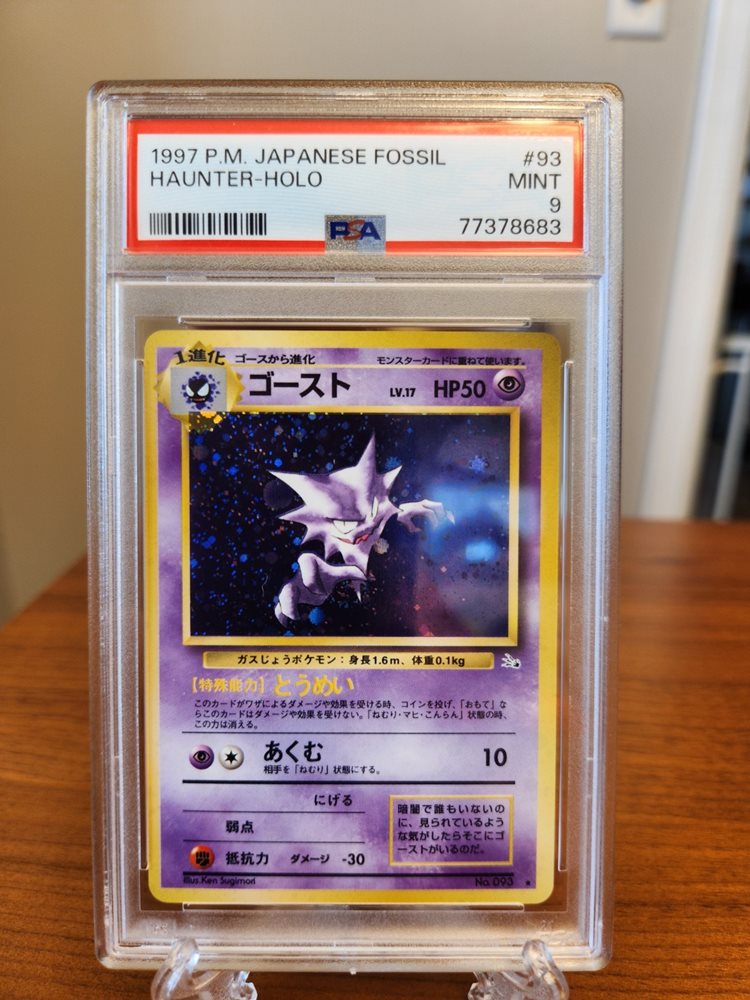 1997 P.M. JAPANESE FOSSIL #93
HAUNTER-HOLO MINT
9
PSA 77378683
1進化 ゴースから進化 モンスターカードに重ねて使います。
ゴースト LV.17 HP50
ガスじょうポケモン：身長1.6m、体重0.1kg
【特殊能力】とうめい
このカードがワザによるダメージや効果を受ける時、コインを投げ、「おもて」な
らこのカードはダメージや効果を受けない。「ねむり・マヒ・こんらん」状態の時、
この力は消える。
あくむ 10
相手を「ねむり」状態にする。
にげる
弱点
抵抗力 ダメージ -30
暗闇で誰もいないの
に、見られているよう
な気がしたらそこにゴ
ーストがいるのだ。
Illus.Ken Sugimori No.093 ★